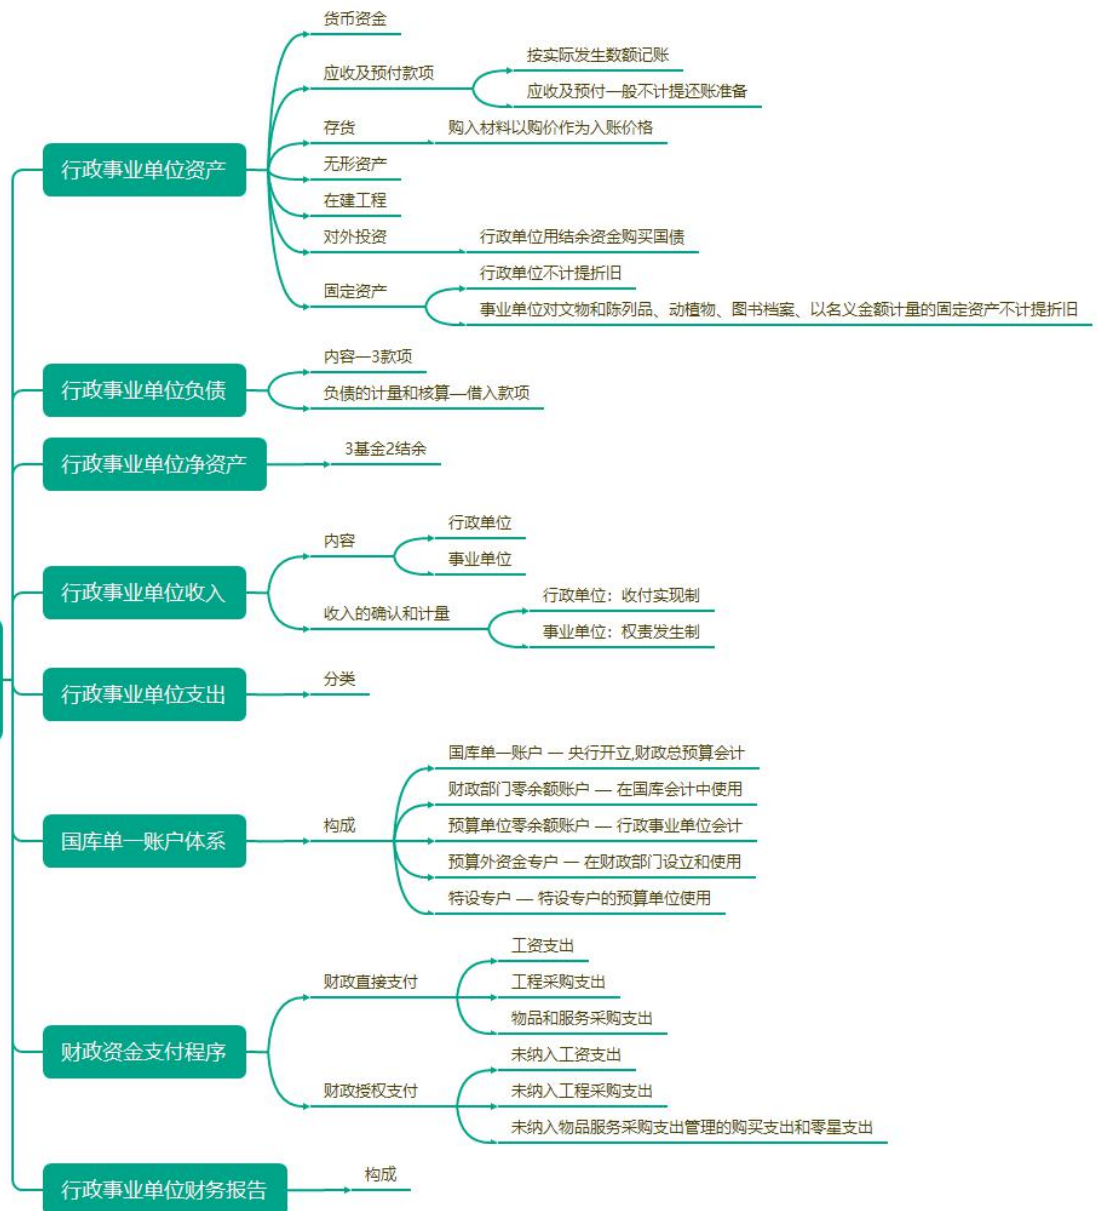 行政事业单位资产
货币资金
应收及预付款项
按实际发生数额记账
应收及预付一般不计提还账准备
存货
购入材料以购价作为入账价格
无形资产
在建工程
对外投资
行政单位用结余资金购买国债
固定资产
行政单位不计提折旧
事业单位对文物和陈列品、动植物、图书档案、以名义金额计量的固定资产不计提折旧
行政事业单位负债
内容—3款项
负债的计量和核算—借入款项
行政事业单位净资产
3基金2结余
行政事业单位收入
内容
行政单位
事业单位
收入的确认和计量
行政单位：收付实现制
事业单位：权责发生制
行政事业单位支出
分类
国库单一账户体系
构成
国库单一账户 — 央行开立,财政总预算会计
财政部门零余额账户 — 在国库会计中使用
预算单位零余额账户 — 行政事业单位会计
预算外资金专户 — 在财政部门设立和使用
特设专户 — 特设专户的预算单位使用
财政资金支付程序
财政直接支付
工资支出
工程采购支出
物品和服务采购支出
财政授权支付
未纳入工资支出
未纳入工程采购支出
未纳入物品服务采购支出管理的购买支出和零星支出
行政事业单位财务报告
构成